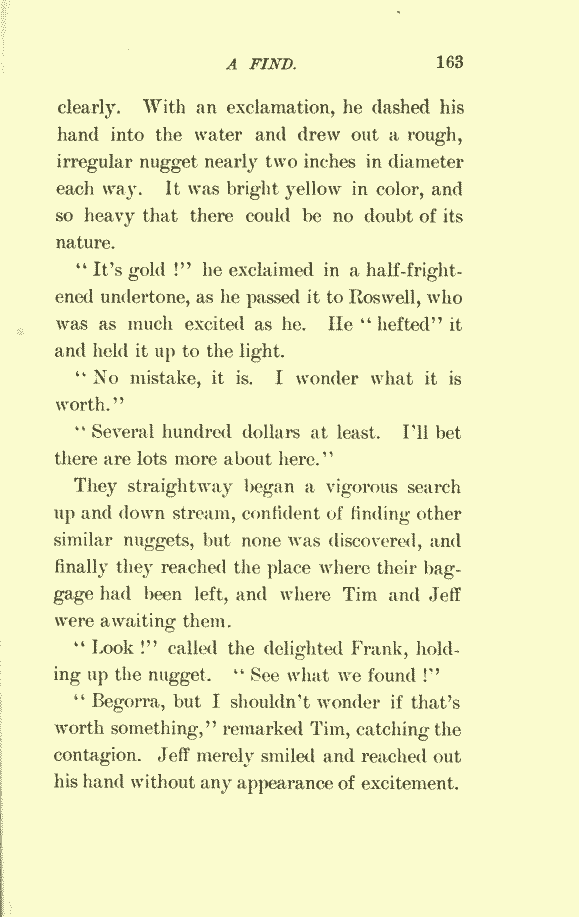 A FIND. 163
clearly. With an exclamation, he dashed his
hand into the water and drew out a rough,
irregular nugget nearly two inches in diameter
each way. It was bright yellow in color, and
so heavy that there could be no doubt of its
nature.
"It's gold!" he exclaimed in a half-fright-
ened undertone, as he passed it to Roswell, who
was as much excited as he. He "hefted" it
and held it up to the light.
"No mistake, it is. I wonder what it is
worth."
"Several hundred dollars at least. I'll bet
there are lots more about here."
They straightway began a vigorous search
up and down stream, confident of finding other
similar nuggets, but none was discovered, and
finally they reached the place where their bag-
gage had been left, and where Tim and Jeff
were awaiting them.
"Look!" called the delighted Frank, hold-
ing up the nugget. "See what we found!"
"Begorra, but I shouldn't wonder if that's
worth something," remarked Tim, catching the
contagion. Jeff merely smiled and reached out
his hand without any appearance of excitement.